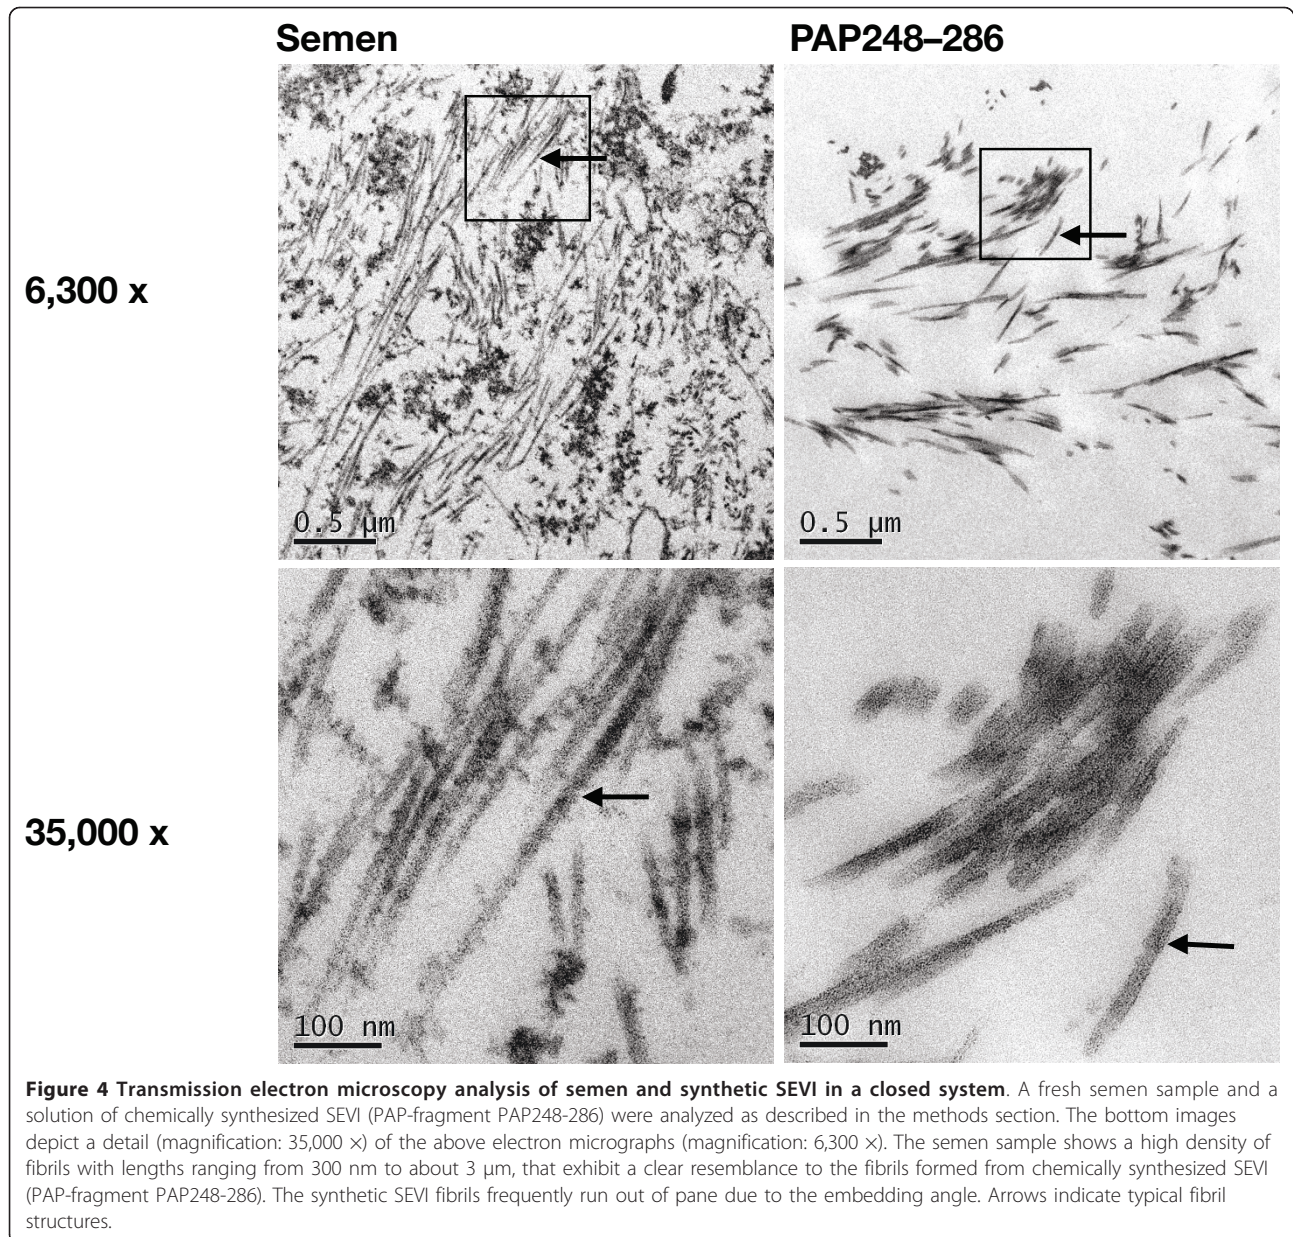 Semen
PAP248–286
6,300 x
0.5 µm
0.5 µm
35,000 x
100 nm
100 nm
Figure 4 Transmission electron microscopy analysis of semen and synthetic SEVI in a closed system. A fresh semen sample and a
solution of chemically synthesized SEVI (PAP-fragment PAP248-286) were analyzed as described in the methods section. The bottom images
depict a detail (magnification: 35,000 ×) of the above electron micrographs (magnification: 6,300 ×). The semen sample shows a high density of
fibrils with lengths ranging from 300 nm to about 3 µm, that exhibit a clear resemblance to the fibrils formed from chemically synthesized SEVI
(PAP-fragment PAP248-286). The synthetic SEVI fibrils frequently run out of pane due to the embedding angle. Arrows indicate typical fibril
structures.